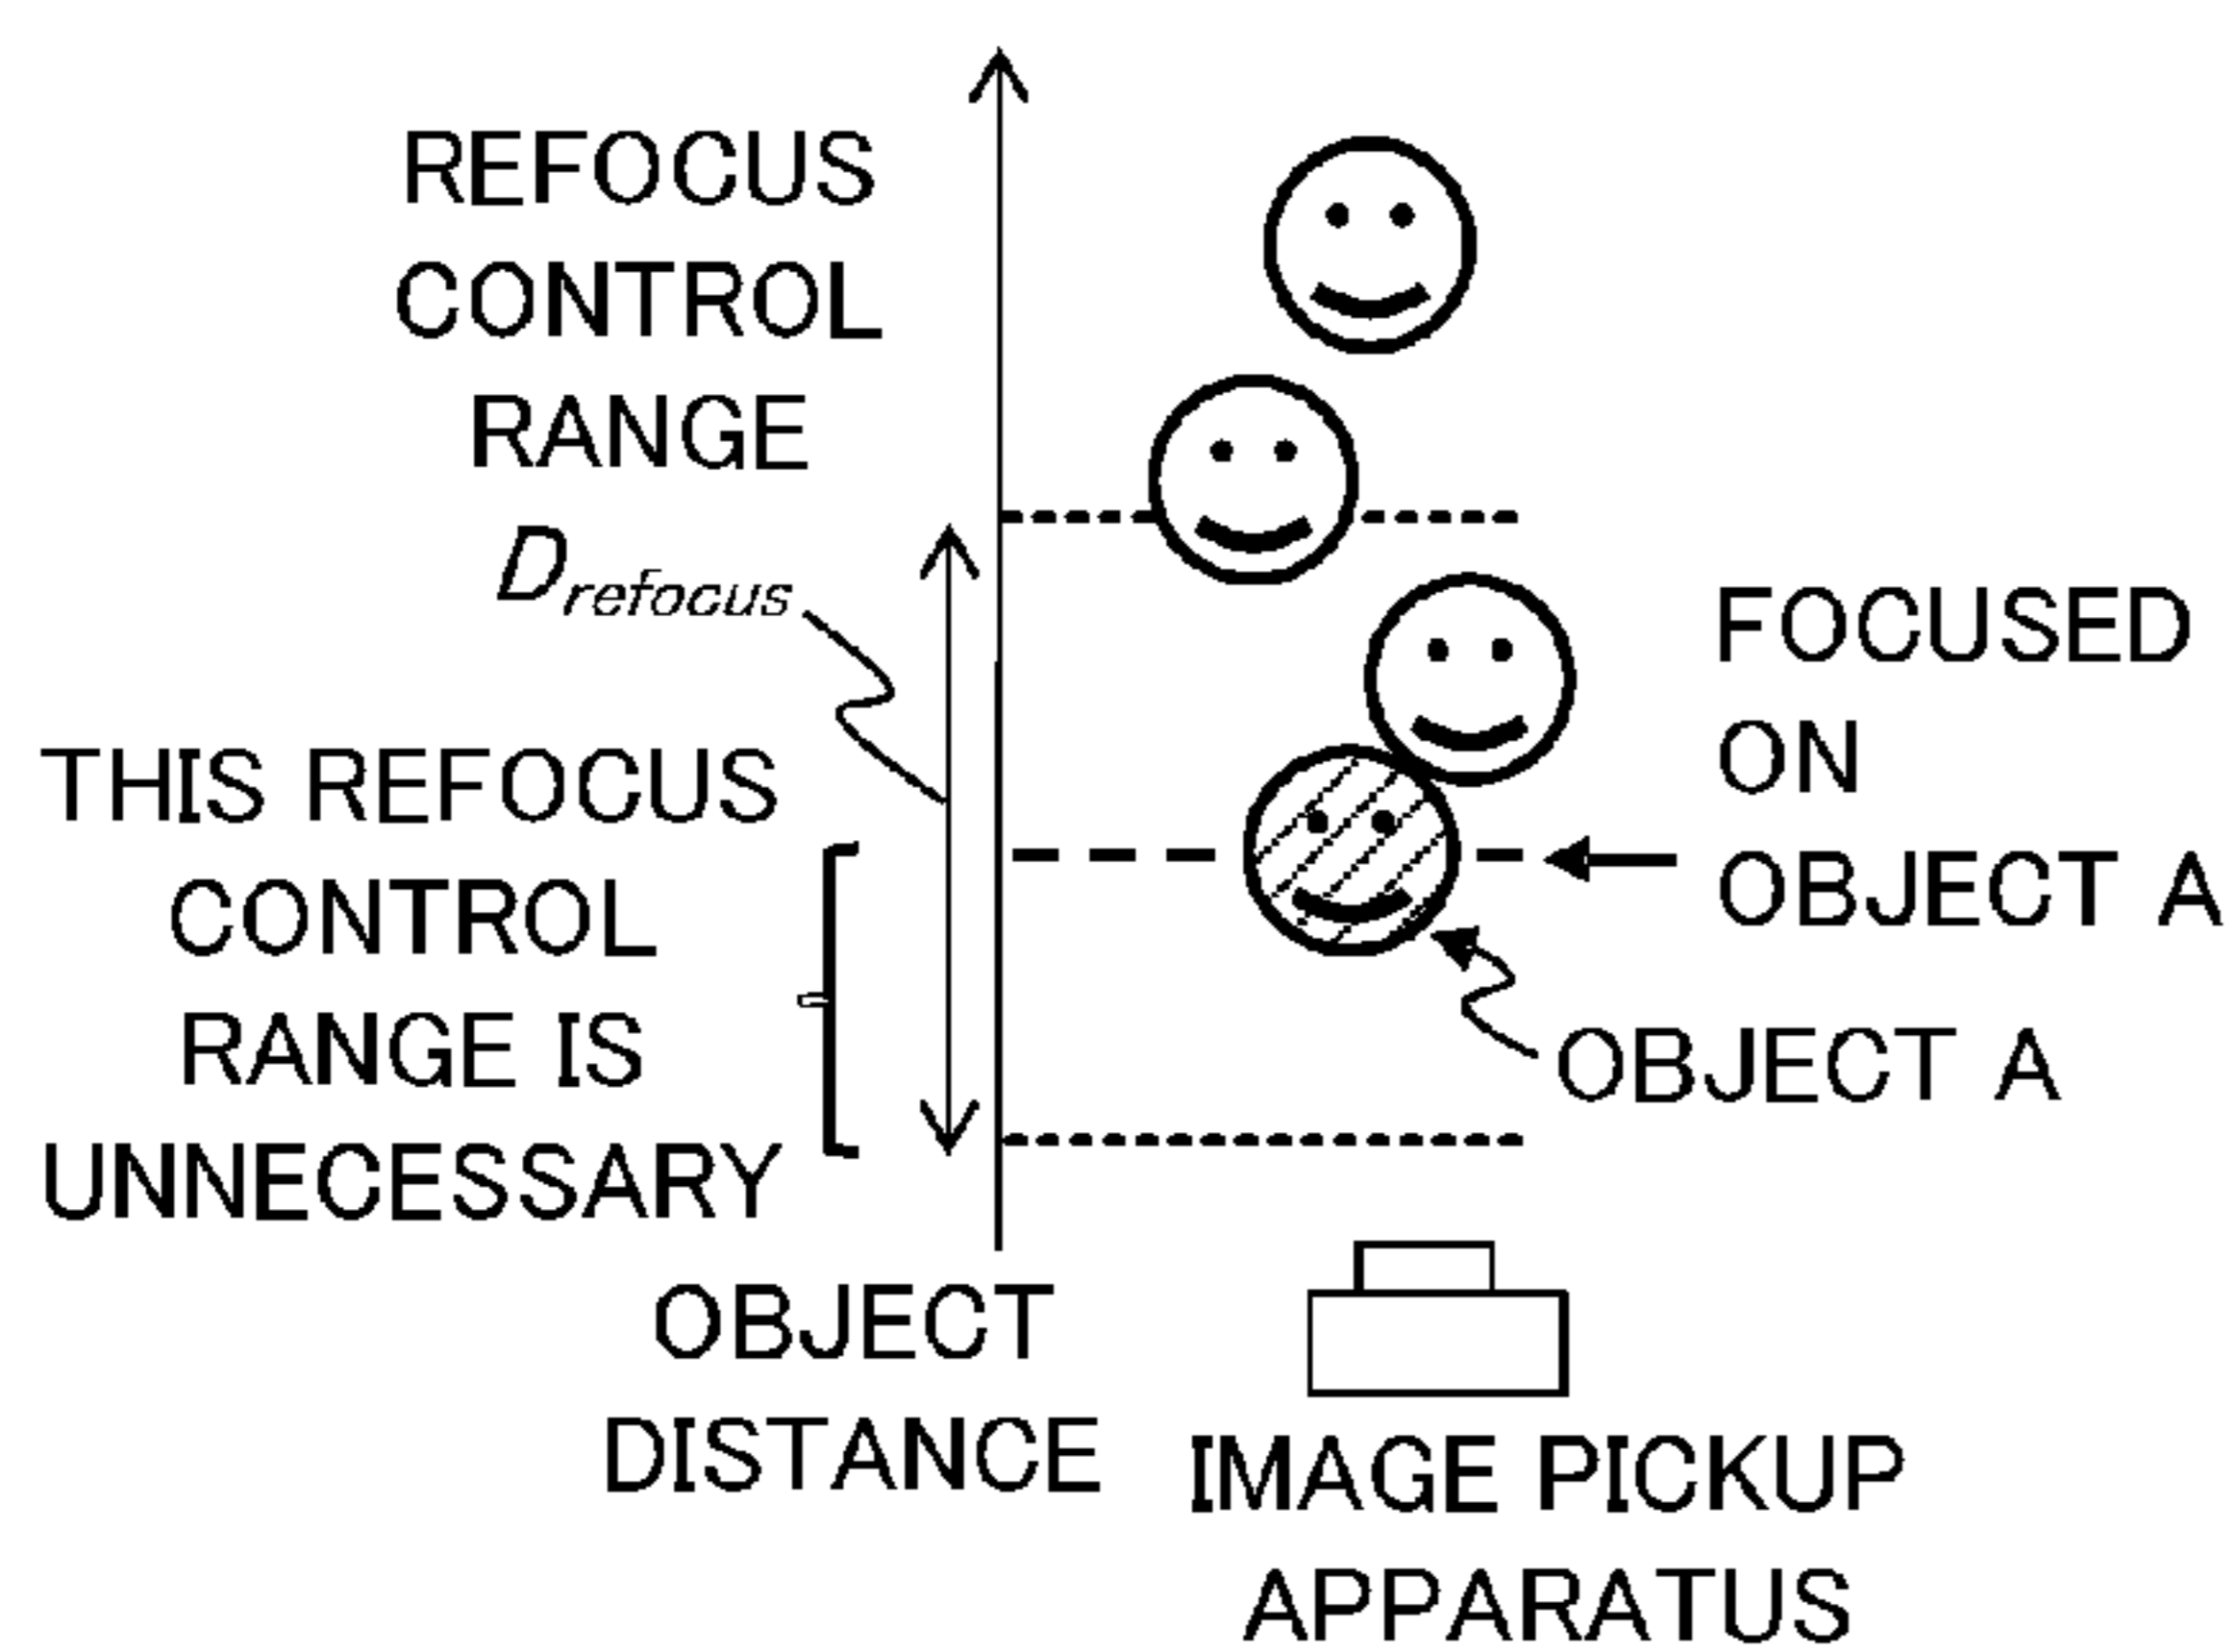 REFOCUS
CONTROL
RANGE
Drefocus
THIS REFOCUS
CONTROL
RANGE IS
UNNECESSARY
FOCUSED
ON
OBJECT A
OBJECT A
OBJECT
DISTANCE
IMAGE PICKUP
APPARATUS